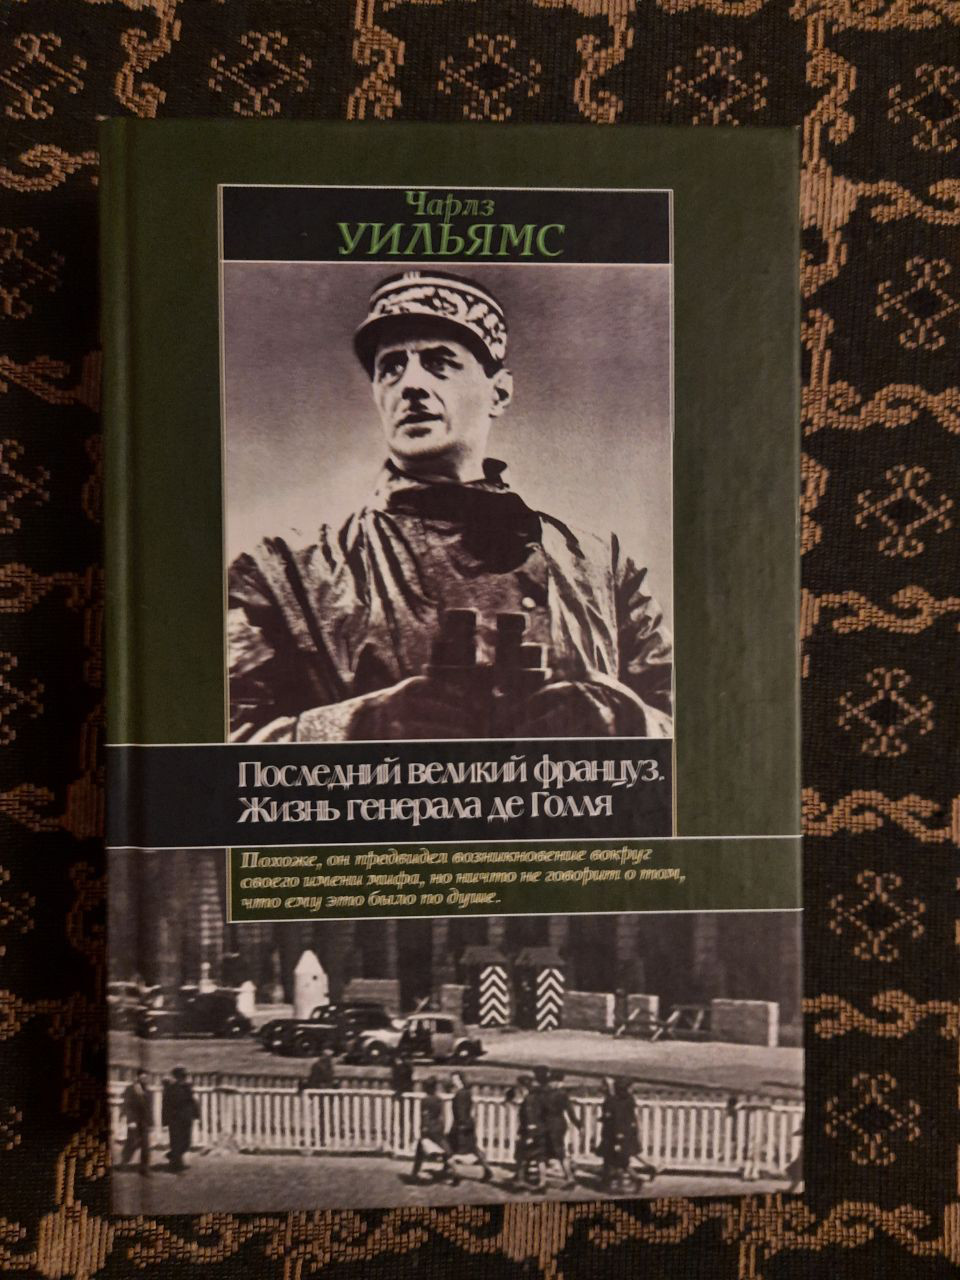 Чарлз
УИЛЬЯМС
Последний великий француз.
Жизнь генерала де Голля
Похоже, он предвидел возникновение вокруг
своего имени мифа, но ничто не говорит о том,
что ему это было по душе.